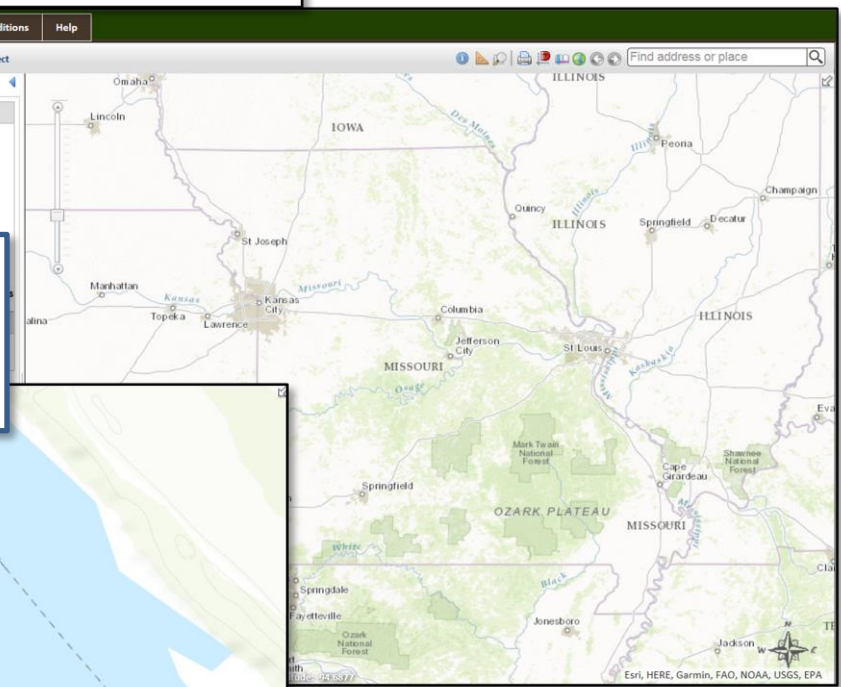 Help
Find address or place
ILLINOIS
Omaha
Lincoln
IOWA
Des Moines
Illinois
Peoria
Champaign
Quincy
ILLINOIS
Springfield
Decatur
St Joseph
Manhattan
Kansas
Missouri
Kansas City
Topeka
Lawrence
Columbia
ILLINOIS
Jefferson City
St Louis
MISSOURI
Osage
Mississippi
Kaskaskia
Mark Twain National Forest
Cape Girardeau
Shawnee National Forest
Springfield
OZARK PLATEAU
MISSOURI
White
Black
Springdale
Fayetteville
Jonesboro
Ozark National Forest
Jackson
N
W
E
94.6877
Esri, HERE, Garmin, FAO, NOAA, USGS, EPA